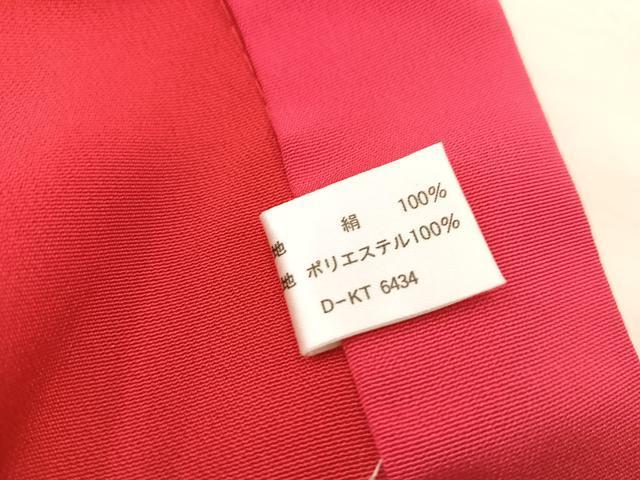 地 絹 100%
地 ポリエステル100%
D-KT 6434